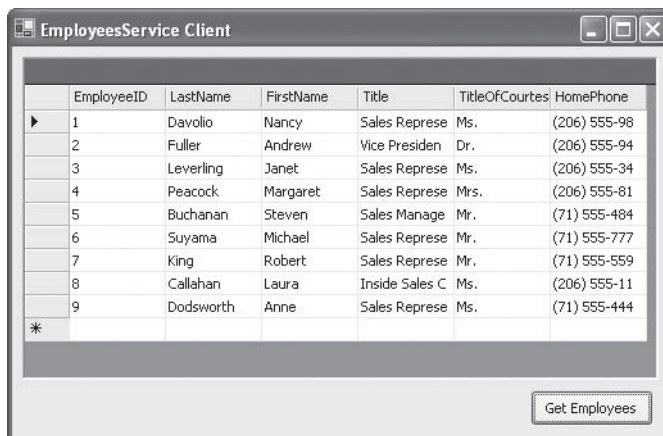 EmployeesService Client
EmployeeID LastName FirstName Title TitleOfCourtes HomePhone
1 Davolio Nancy Sales Represe Ms. (206) 555-98
2 Fuller Andrew Vice Presiden Dr. (206) 555-94
3 Leverling Janet Sales Represe Ms. (206) 555-34
4 Peacock Margaret Sales Represe Mrs. (206) 555-81
5 Buchanan Steven Sales Manage Mr. (71) 555-484
6 Suyama Michael Sales Represe Mr. (71) 555-777
7 King Robert Sales Represe Mr. (71) 555-559
8 Callahan Laura Inside Sales C Ms. (206) 555-11
9 Dodsworth Anne Sales Represe Ms. (71) 555-444
Get Employees